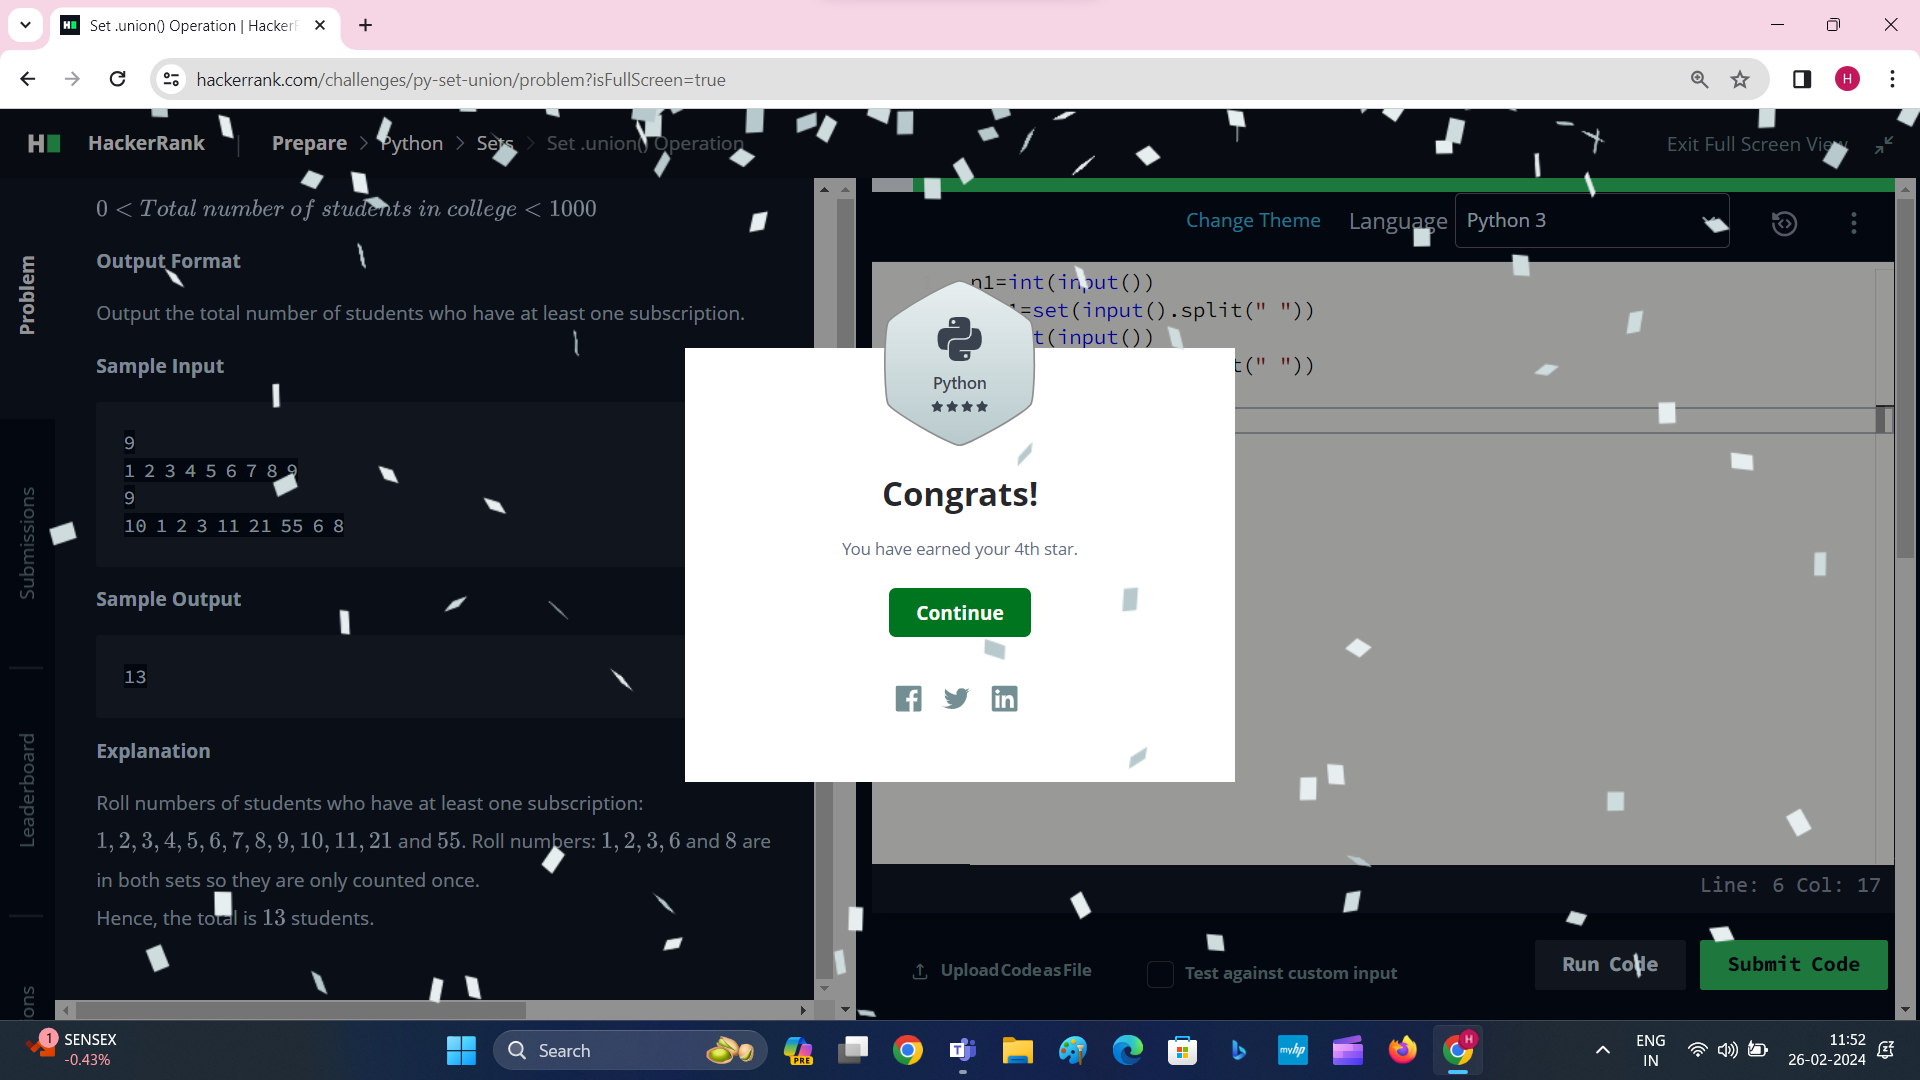 Set .union() Operation | HackerR
hackerrank.com/challenges/py-set-union/problem?isFullScreen=true
H
HackerRank
Prepare > Python > Sets > Set .union() Operation
Exit Full Screen View
Problem
Submissions
Leaderboard
0 < Total number of students in college < 1000
Output Format
Output the total number of students who have at least one subscription.
Sample Input
9
1 2 3 4 5 6 7 8 9
9
10 1 2 3 11 21 55 6 8
Sample Output
13
Explanation
Roll numbers of students who have at least one subscription:
1, 2, 3, 4, 5, 6, 7, 8, 9, 10, 11, 21 and 55. Roll numbers: 1, 2, 3, 6 and 8 are
in both sets so they are only counted once.
Hence, the total is 13 students.
Change Theme
Language
Python 3
n1=int(input())
1=set(input().split(" "))
t(input())
t(" "))
Python
Congrats!
You have earned your 4th star.
Continue
Line: 6 Col: 17
Upload Code as File
Test against custom input
Run Code
Submit Code
1
SENSEX
-0.43%
Search
PRE
myhp
H
ENG
IN
11:52
26-02-2024